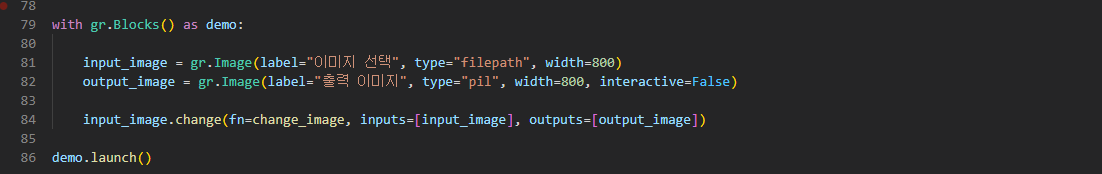 78
79 with gr.Blocks() as demo:
80
81 input_image = gr.Image(label="이미지 선택", type="filepath", width=800)
82 output_image = gr.Image(label="출력 이미지", type="pil", width=800, interactive=False)
83
84 input_image.change(fn=change_image, inputs=[input_image], outputs=[output_image])
85
86 demo.launch()